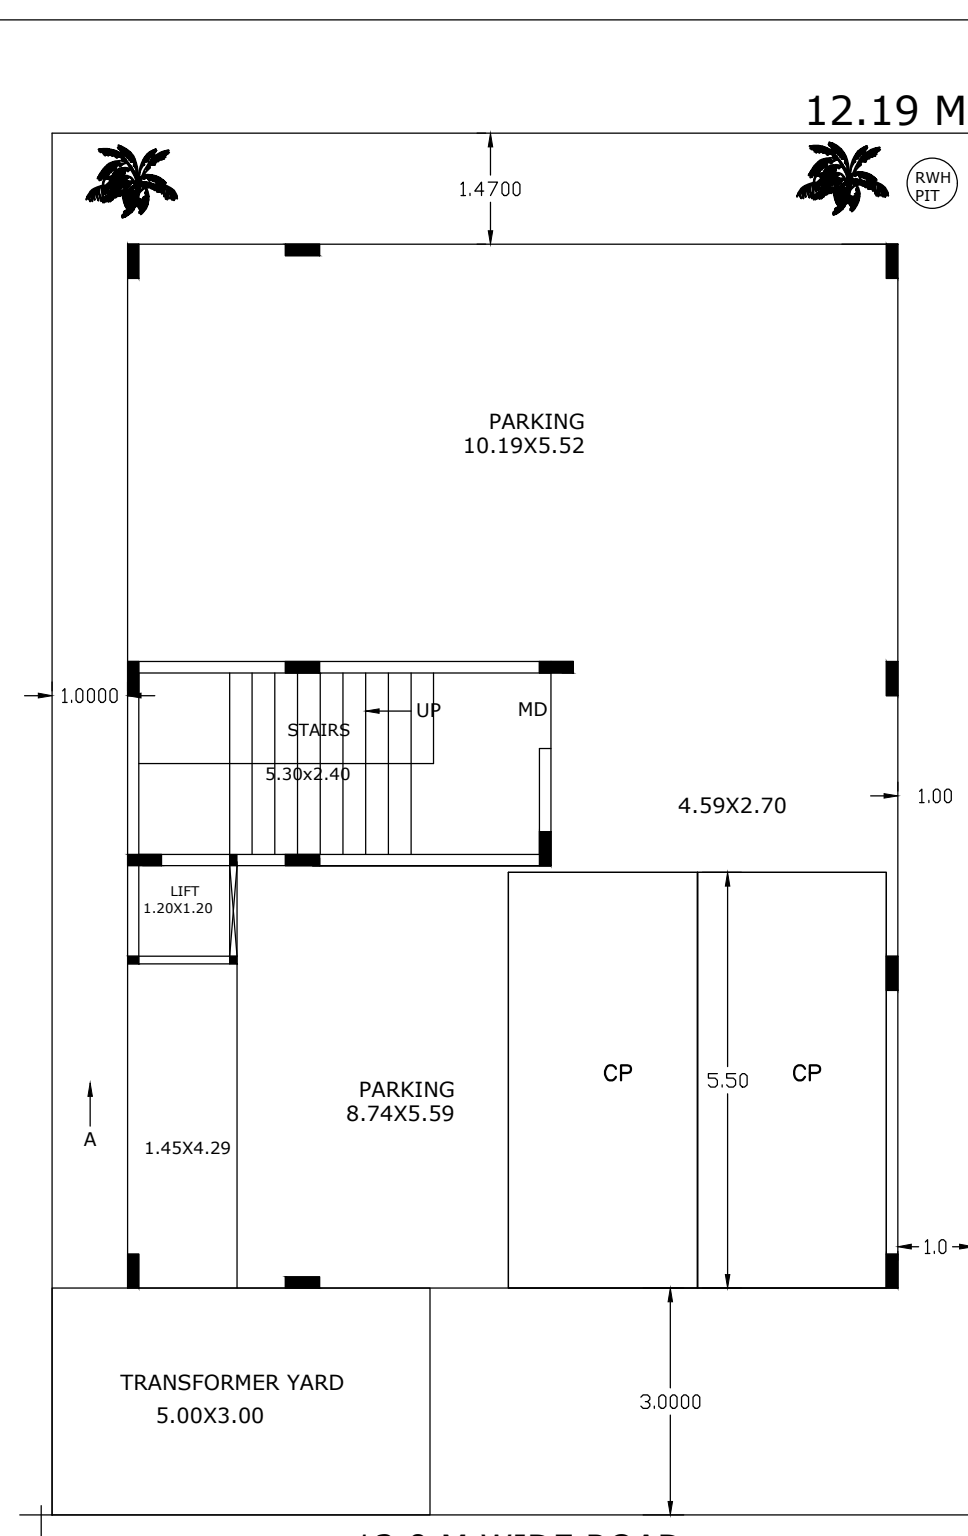 12.19 M
RWH
PIT
1.4700
PARKING
10.19X5.52
1.0000
UP
MD
STAIRS
5.30x2.40
1.00
4.59X2.70
LIFT
1.20X1.20
CP
5.50
CP
PARKING
8.74X5.59
A
1.45X4.29
1.0
TRANSFORMER YARD
5.00X3.00
3.0000
M WIDE ROAD